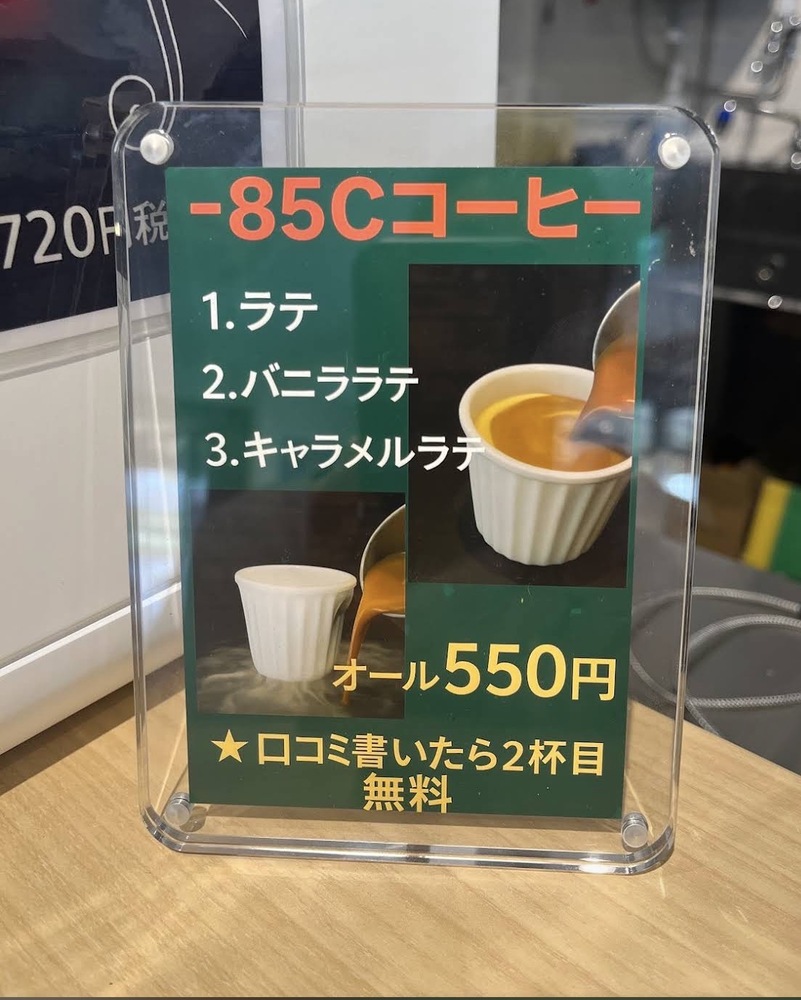 720円税
-85Cコーヒー
1.ラテ
2.バニララテ
3.キャラメルラテ
オール550円
★口コミ書いたら2杯目
無料